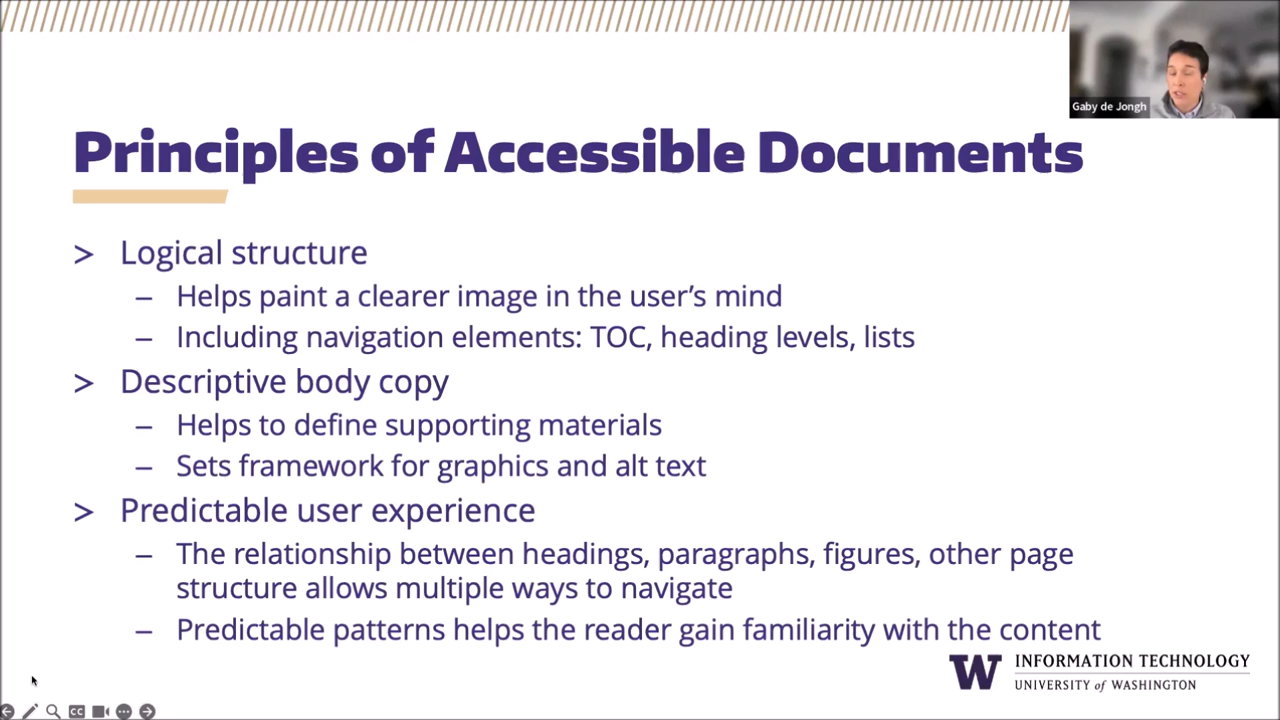 Gaby de Jongh
Principles of Accessible Documents
> Logical structure
– Helps paint a clearer image in the user’s mind
– Including navigation elements: TOC, heading levels, lists
> Descriptive body copy
– Helps to define supporting materials
– Sets framework for graphics and alt text
> Predictable user experience
– The relationship between headings, paragraphs, figures, other page
structure allows multiple ways to navigate
– Predictable patterns helps the reader gain familiarity with the content
W INFORMATION TECHNOLOGY
UNIVERSITY of WASHINGTON
CC